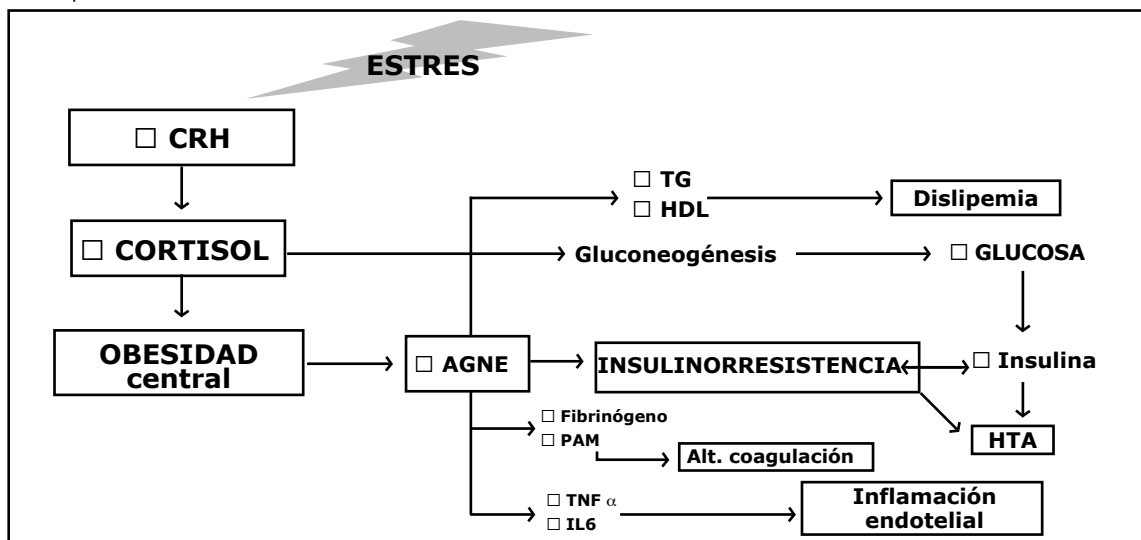 ESTRES
□ CRH
□ TG
□ HDL
Dislipemia
□ CORTISOL
Gluconeogénesis
□ GLUCOSA
OBESIDAD
central
□ AGNE
INSULINORRESISTENCIA
□ Insulina
□ Fibrinógeno
□ PAM
Alt. coagulación
HTA
□ TNF α
□ IL6
Inflamación
endotelial